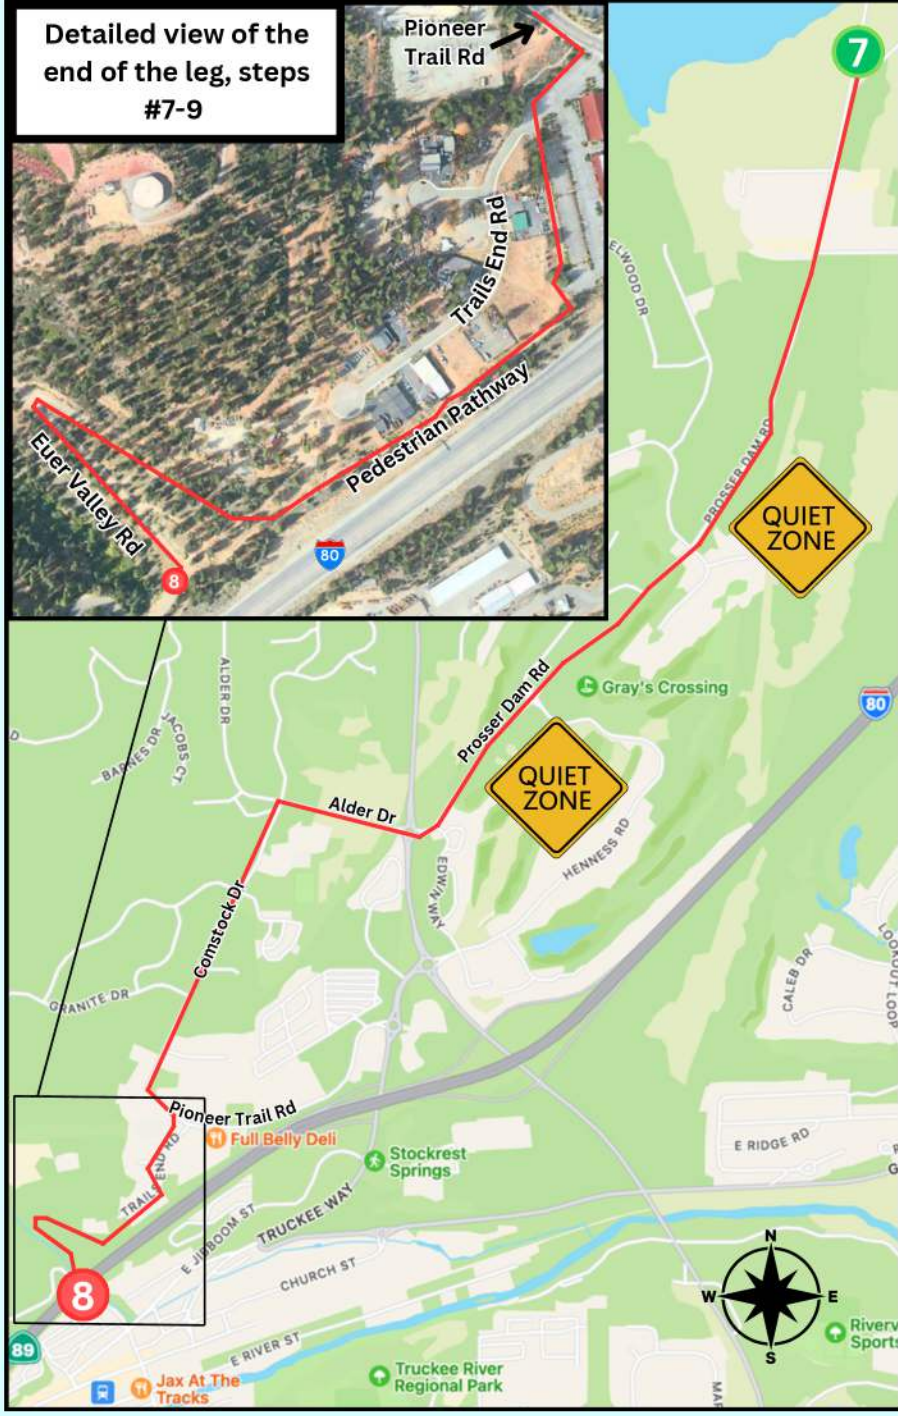 Detailed view of the
end of the leg, steps
#7-9
Pioneer
Trail Rd
7
Trails End Rd
Pedestrian Pathway
Euer Valley Rd
80
8
ELWOOD DR
PROSSER DAM RD
QUIET
ZONE
Gray's Crossing
80
Prosser Dam Rd
QUIET
ZONE
ALDER DR
JACOBS CT.
BARNES DR
D
Alder Dr
HENNESS RD
EDWIN WAY
Comstock Dr
GRANITE DR
CALEB DR
LOOKOUT LOOP
Pioneer Trail Rd
Full Belly Deli
Stockrest
Springs
E RIDGE RD
G
TRAILS END RD
TRUCKEE WAY
E JIBBOOM ST
CHURCH ST
8
N
W
E
S
89
E RIVER ST
Riverv
Sports
Truckee River
Regional Park
Jax At The
Tracks
MAR